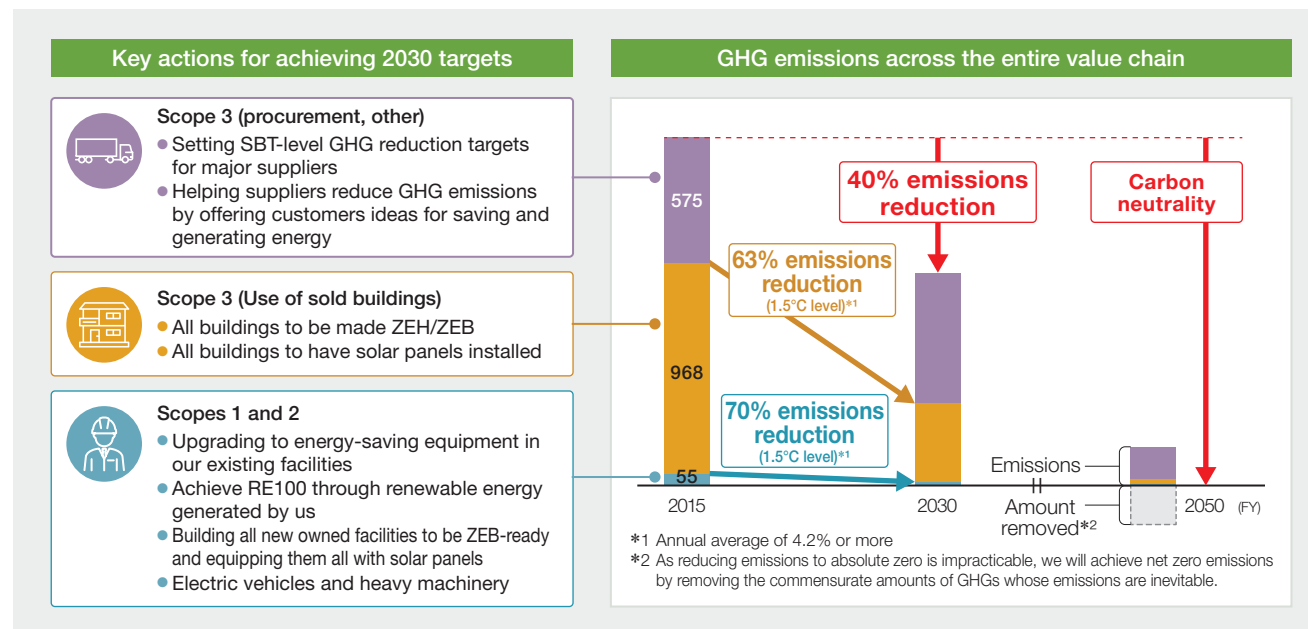 Key actions for achieving 2030 targets
Scope 3 (procurement, other)
● Setting SBT-level GHG reduction targets
for major suppliers
● Helping suppliers reduce GHG emissions
by offering customers ideas for saving and
generating energy
Scope 3 (Use of sold buildings)
● All buildings to be made ZEH/ZEB
● All buildings to have solar panels installed
Scopes 1 and 2
● Upgrading to energy-saving equipment in
our existing facilities
● Achieve RE100 through renewable energy
generated by us
● Building all new owned facilities to be ZEB-ready
and equipping them all with solar panels
● Electric vehicles and heavy machinery
GHG emissions across the entire value chain
575
968
55
40% emissions
reduction
Carbon
neutrality
63% emissions
reduction
(1.5°C level)*1
70% emissions
reduction
(1.5°C level)*1
Emissions
Amount
removed*2
2015
2030
2050 (FY)
*1 Annual average of 4.2% or more
*2 As reducing emissions to absolute zero is impracticable, we will achieve net zero emissions
by removing the commensurate amounts of GHGs whose emissions are inevitable.